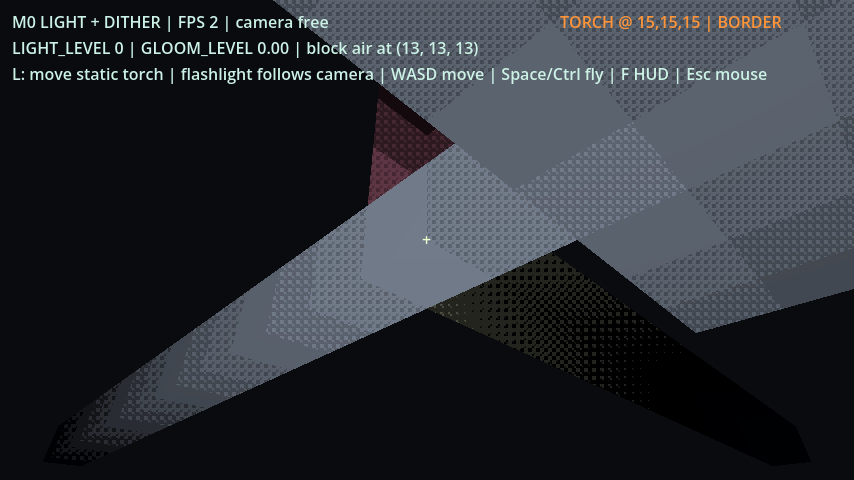 M0 LIGHT + DITHER | FPS 2 | camera free
TORCH @ 15,15,15 | BORDER
LIGHT_LEVEL 0 | GLOOM_LEVEL 0.00 | block air at (13, 13, 13)
L: move static torch | flashlight follows camera | WASD move | Space/Ctrl fly | F HUD | Esc mouse